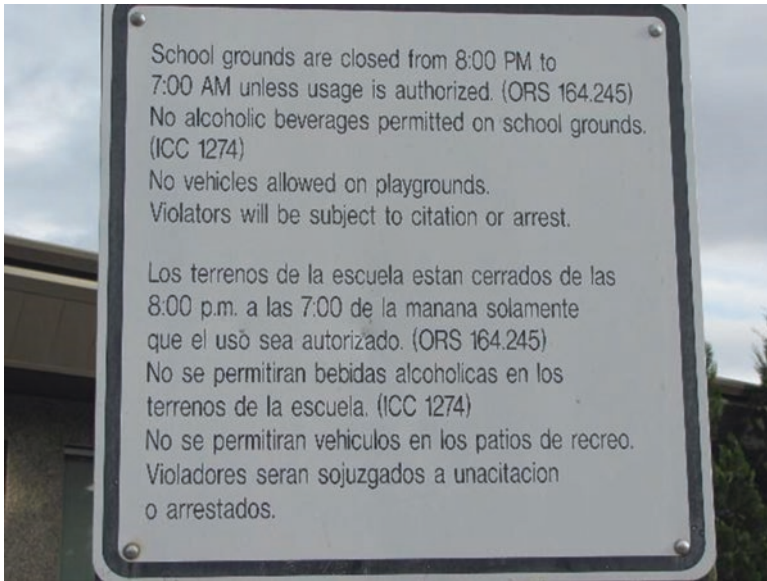 School grounds are closed from 8:00 PM to
7:00 AM unless usage is authorized. (ORS 164.245)
No alcoholic beverages permitted on school grounds.
(ICC 1274)
No vehicles allowed on playgrounds.
Violators will be subject to citation or arrest.
Los terrenos de la escuela estan cerrados de las
8:00 p.m. a las 7:00 de la manana solamente
que el uso sea autorizado. (ORS 164.245)
No se permitiran bebidas alcoholicas en los
terrenos de la escuela. (ICC 1274)
No se permitiran vehiculos en los patios de recreo.
Violadores seran sojuzgados a unacitacion
o arrestados.